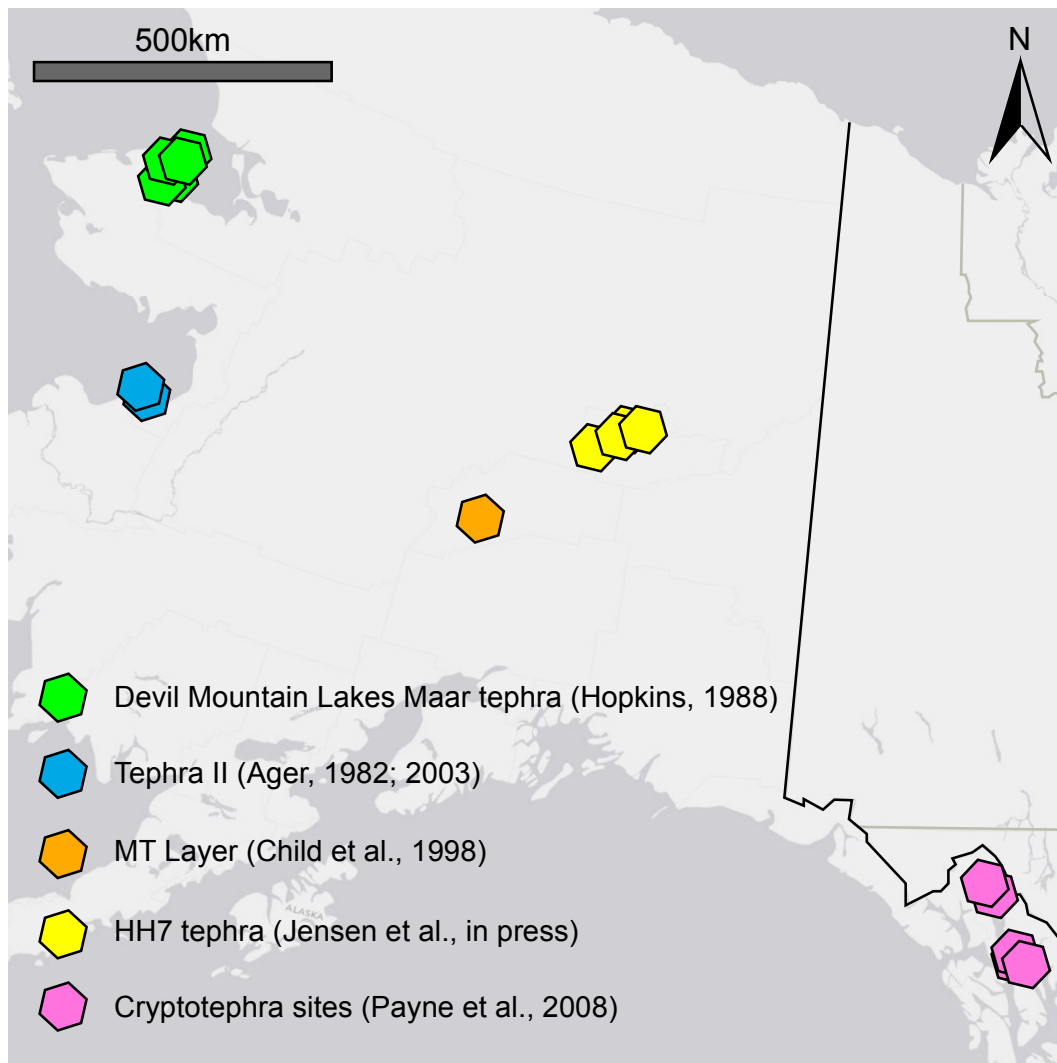 500km
N
Devil Mountain Lakes Maar tephra (Hopkins, 1988)
Tephra II (Ager, 1982; 2003)
MT Layer (Child et al., 1998)
ALASKA
HH7 tephra (Jensen et al., in press)
Cryptotephra sites (Payne et al., 2008)